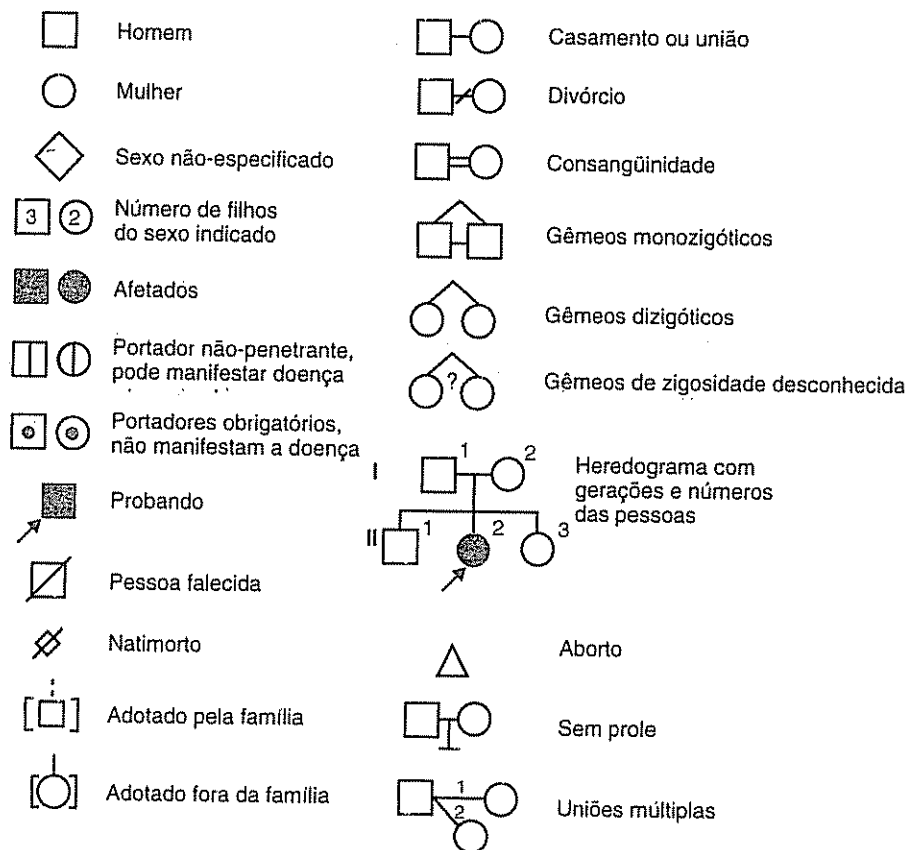 Homem
Mulher
Sexo não-especificado
3 2 Número de filhos
do sexo indicado
Afetados
Portador não-penetrante,
pode manifestar doença
Portadores obrigatórios,
não manifestam a doença
Probando
Pessoa falecida
Natimorto
Adotado pela família
Adotado fora da família
Casamento ou união
Divórcio
Consangüinidade
Gêmeos monozigóticos
Gêmeos dizigóticos
? Gêmeos de zigosidade desconhecida
I 1 2 Heredograma com
gerações e números
das pessoas
II 1 2 3
Aborto
Sem prole
1
2 Uniões múltiplas